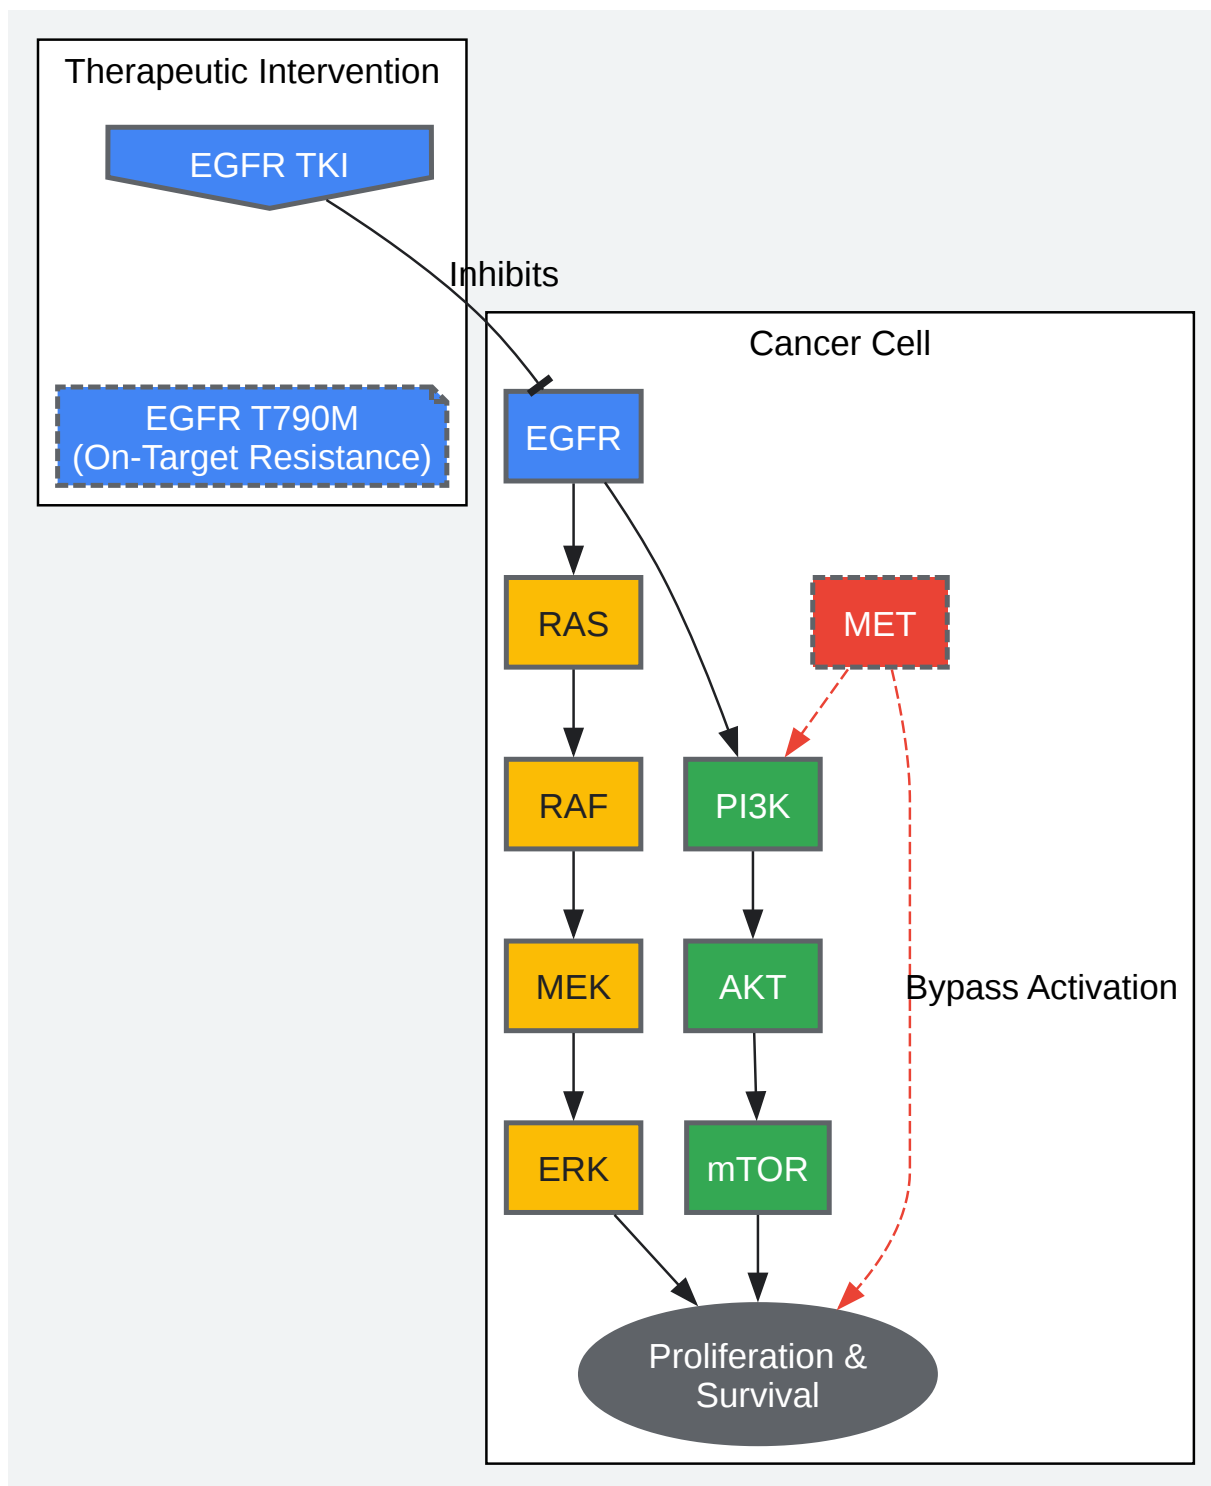 Therapeutic Intervention
EGFR TKI
Inhibits
Cancer Cell
EGFR T790M
(On-Target Resistance)
EGFR
RAS
MET
RAF
PI3K
MEK
AKT
Bypass Activation
ERK
mTOR
Proliferation &
Survival